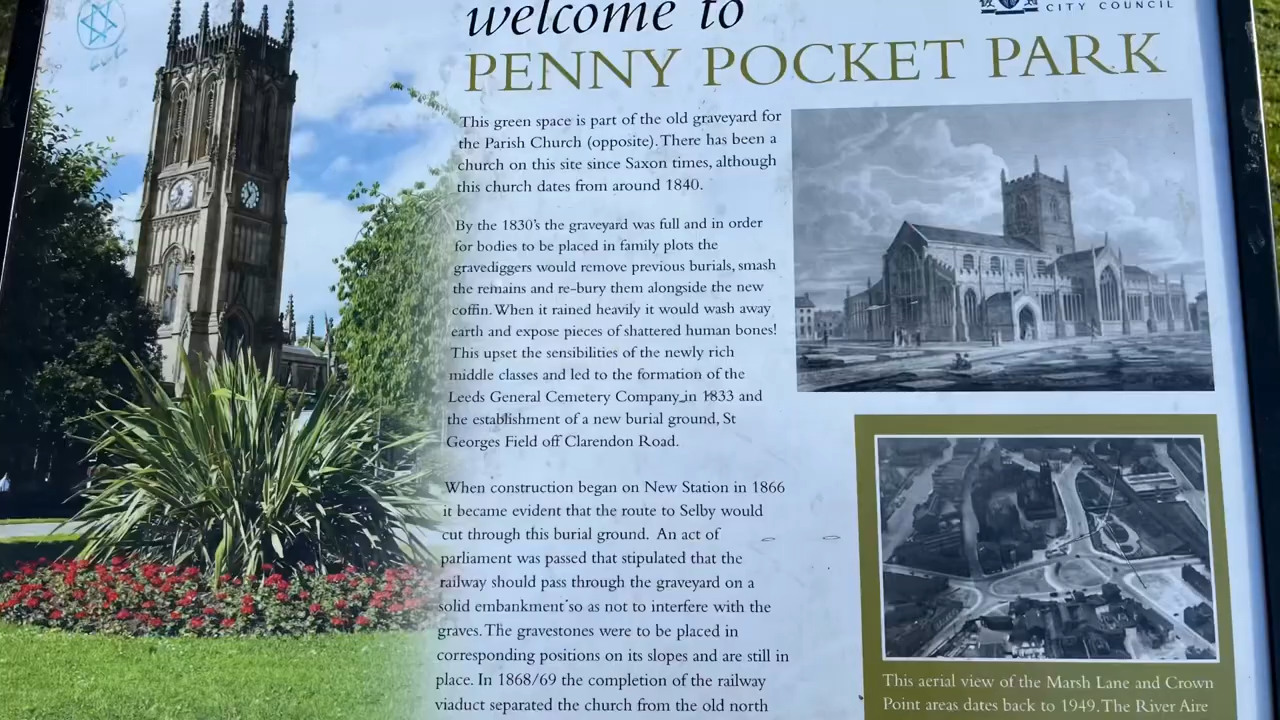 welcome to
CITY COUNCIL
PENNY POCKET PARK
This green space is part of the old graveyard for
the Parish Church (opposite). There has been a
church on this site since Saxon times, although
this church dates from around 1840.
By the 1830's the graveyard was full and in order
for bodies to be placed in family plots the
gravediggers would remove previous burials, smash
the remains and re-bury them alongside the new
coffin. When it rained heavily it would wash away
earth and expose pieces of shattered human bones!
This upset the sensibilities of the newly rich
middle classes and led to the formation of the
Leeds General Cemetery Company in 1833 and
the establishment of a new burial ground, St
Georges Field off Clarendon Road.
When construction began on New Station in 1866
it became evident that the route to Selby would
cut through this burial ground. An act of
parliament was passed that stipulated that the
railway should pass through the graveyard on a
solid embankment so as not to interfere with the
graves. The gravestones were to be placed in
corresponding positions on its slopes and are still in
place. In 1868/69 the completion of the railway
viaduct separated the church from the old north
This aerial view of the Marsh Lane and Crown
Point areas dates back to 1949. The River Aire